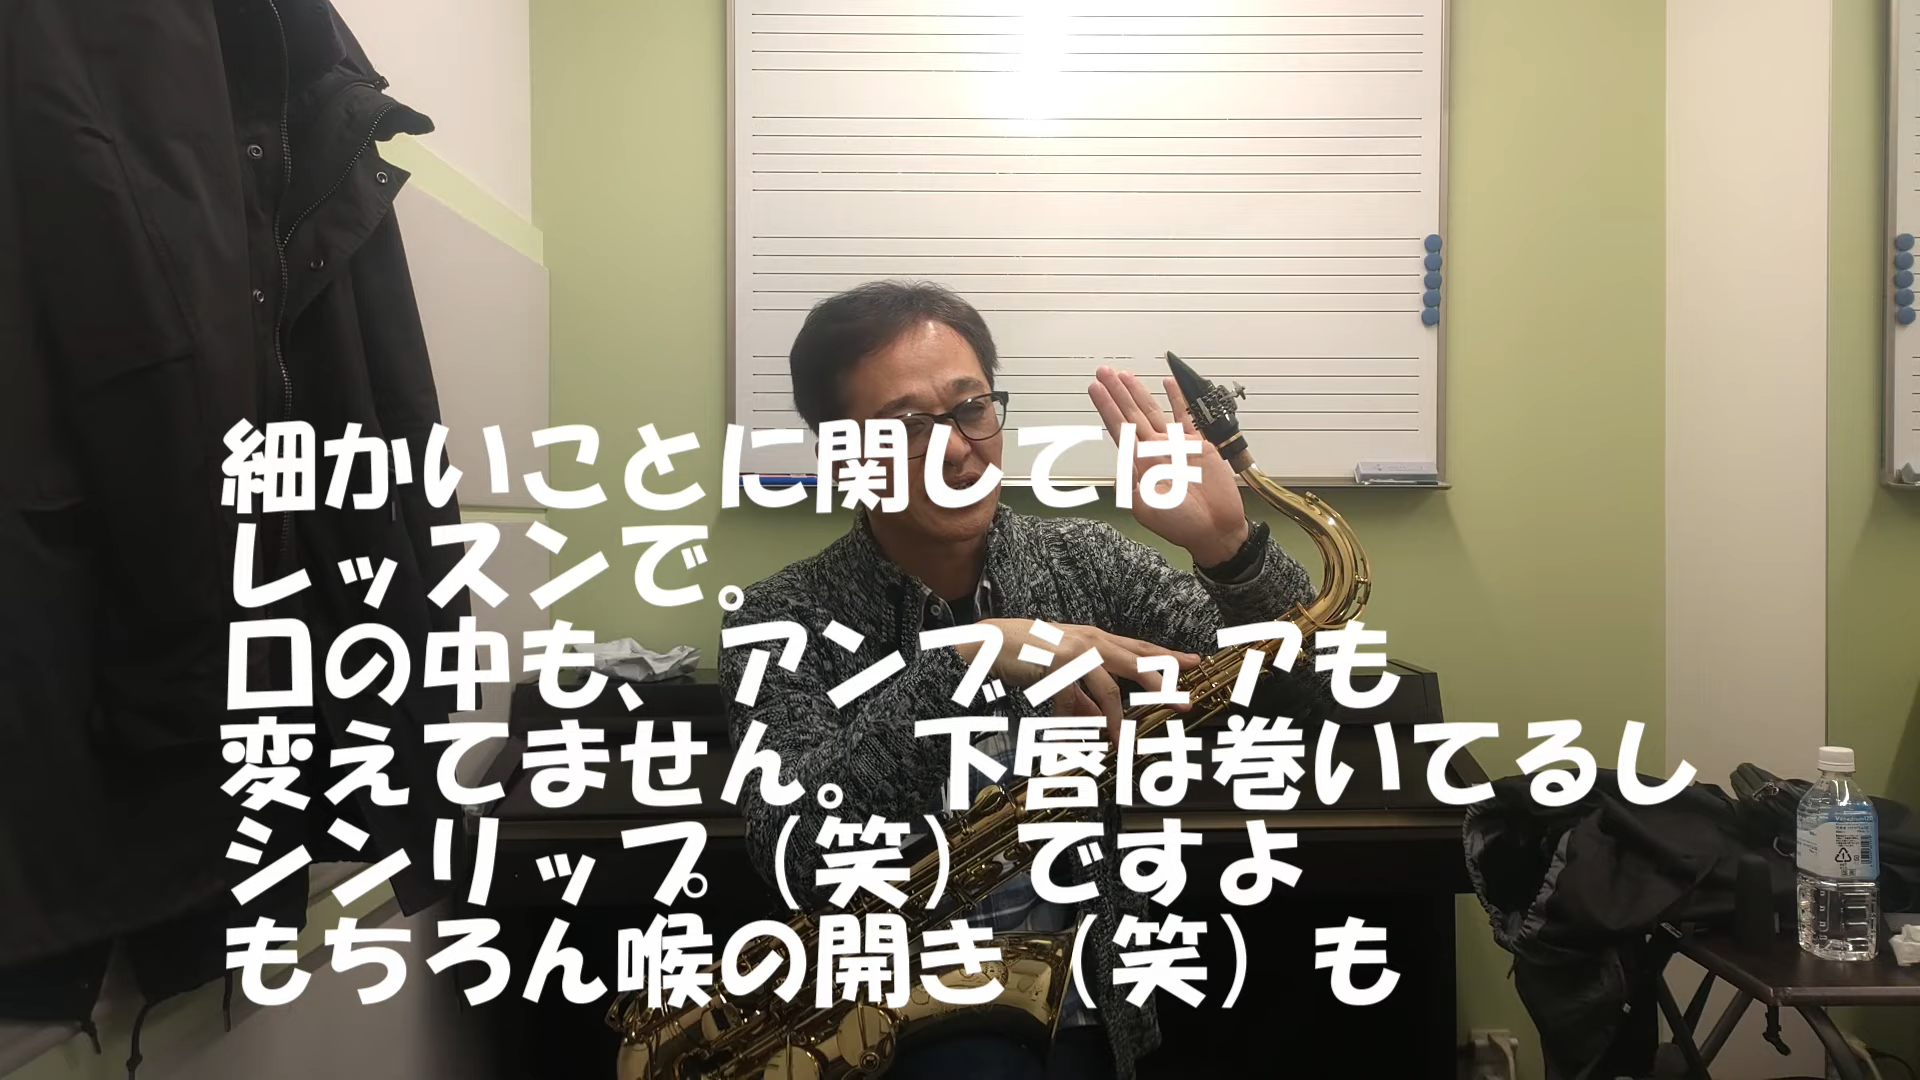 細かいことに関しては
レッスンで。
口の中も、アンブシュアも
変えてません。下唇は巻いてるし
シンリップ（笑）ですよ
もちろん喉の開き（笑）も